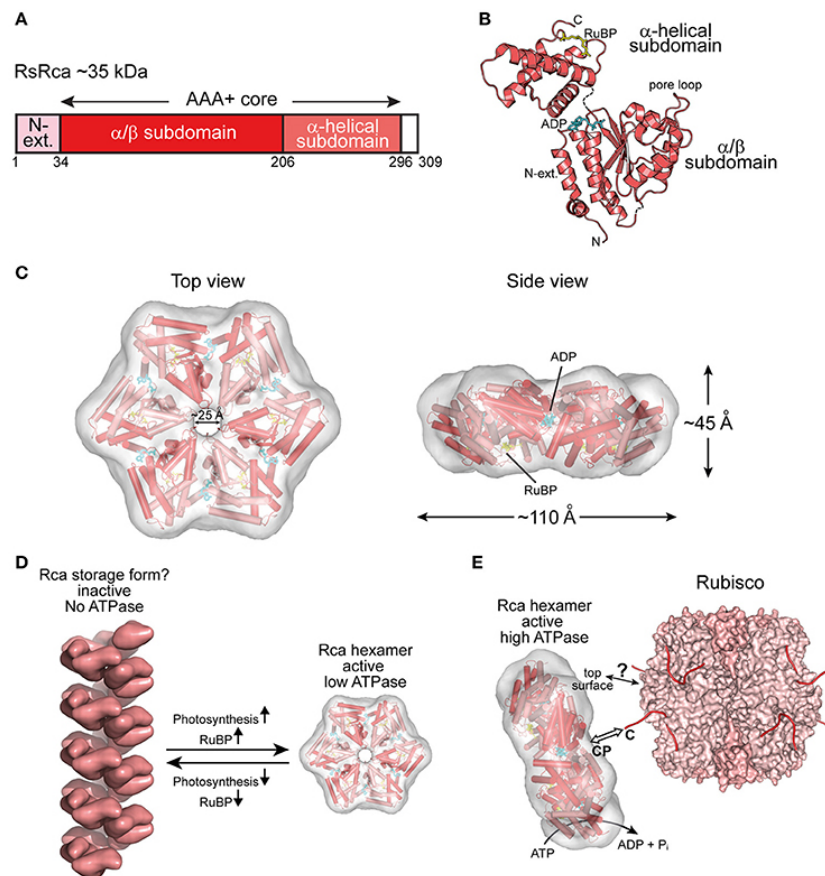 A
RsRca ~35 kDa
AAA+ core
N-
ext.
α/β subdomain
α-helical
subdomain
1
34
206
296
309
B
C
RuBP
α-helical
subdomain
pore loop
ADP
α/β
subdomain
N-ext.
N
C
Top view
~25 Å
Side view
ADP
RuBP
~45 Å
~110 Å
D
Rca storage form?
inactive
No ATPase
Photosynthesis↑
RuBP↑
Photosynthesis↓
RuBP↓
Rca hexamer
active
low ATPase
E
Rca hexamer
active
high ATPase
Rubisco
?
top
surface
C
CP
ATP
ADP + Pi